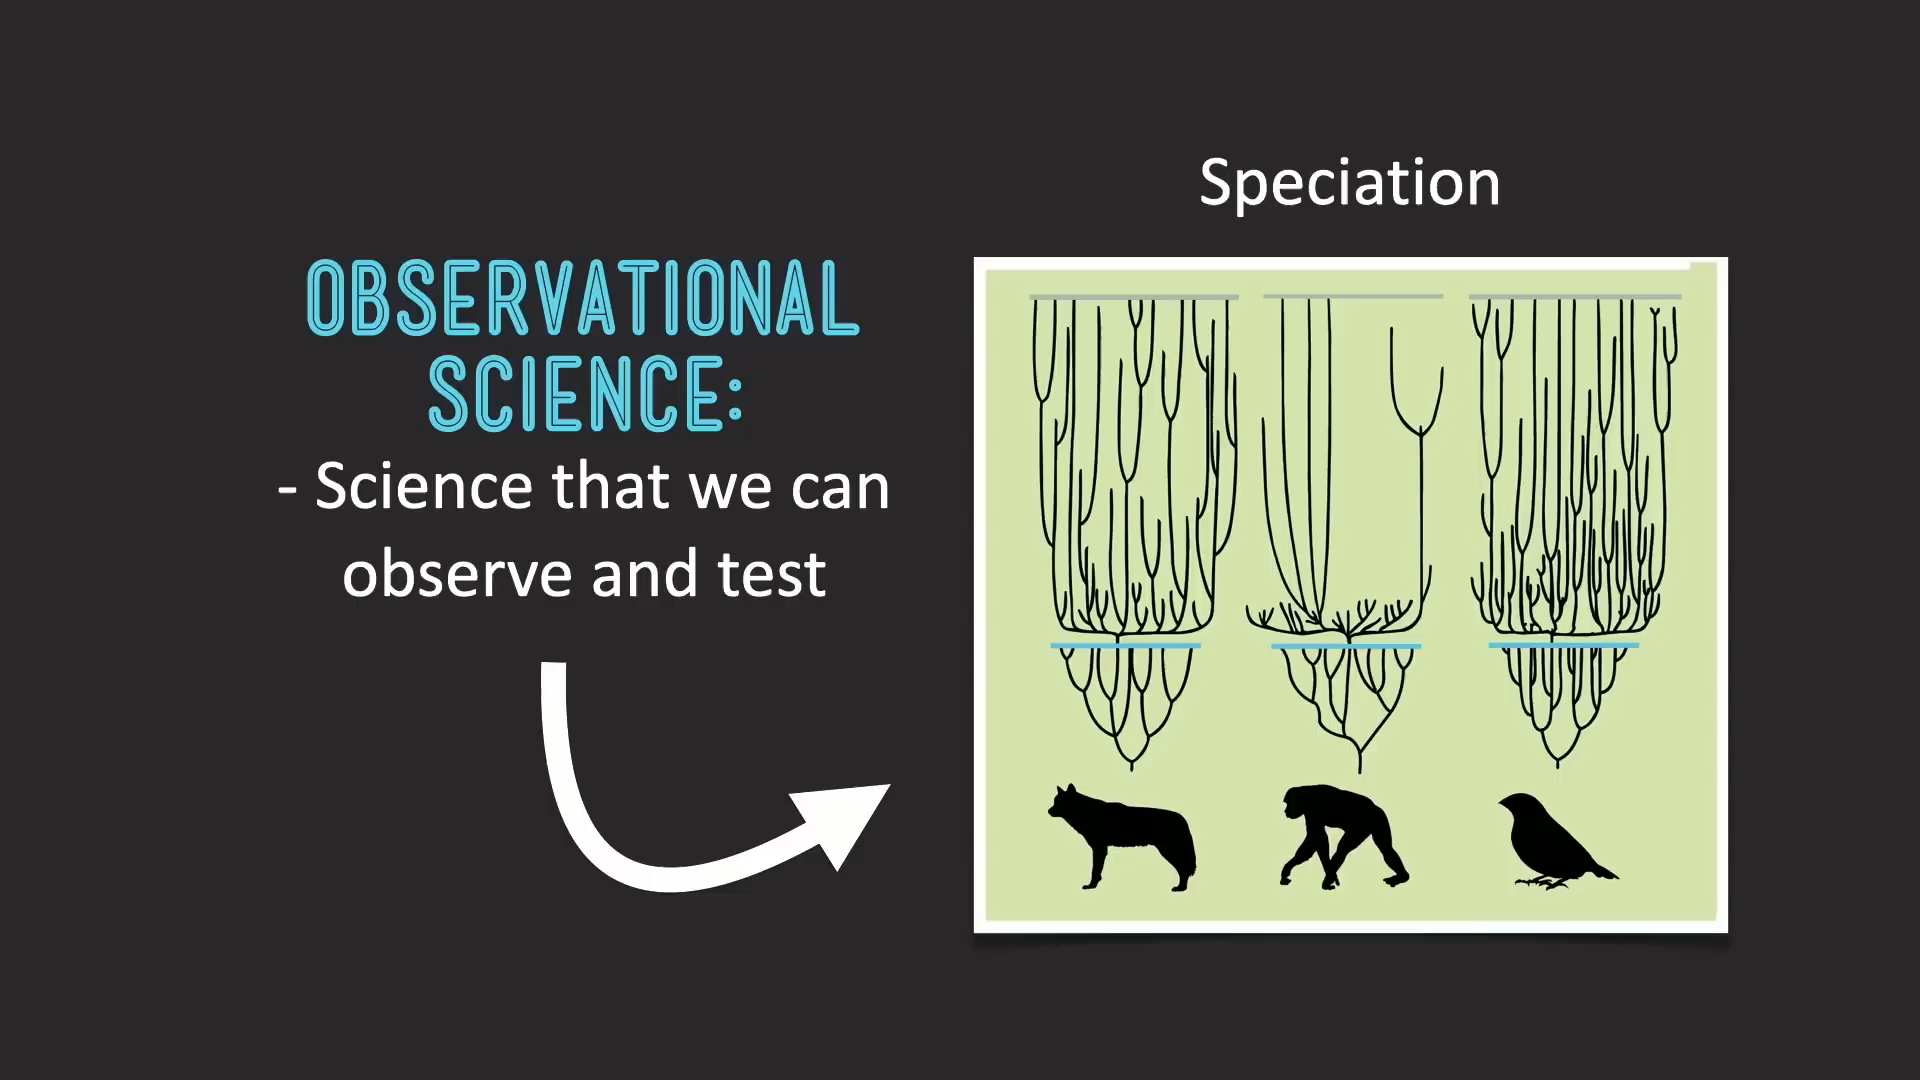 Speciation
OBSERVATIONAL
SCIENCE:
- Science that we can
observe and test